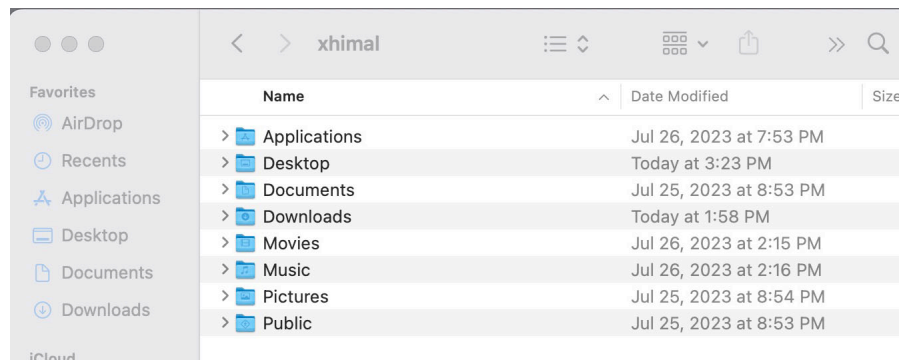 xhimal
Favorites
AirDrop
Recents
Applications
Desktop
Documents
Downloads
iCloud
Name Date Modified Size
Applications Jul 26, 2023 at 7:53 PM
Desktop Today at 3:23 PM
Documents Jul 25, 2023 at 8:53 PM
Downloads Today at 1:58 PM
Movies Jul 26, 2023 at 2:15 PM
Music Jul 26, 2023 at 2:16 PM
Pictures Jul 25, 2023 at 8:54 PM
Public Jul 25, 2023 at 8:53 PM